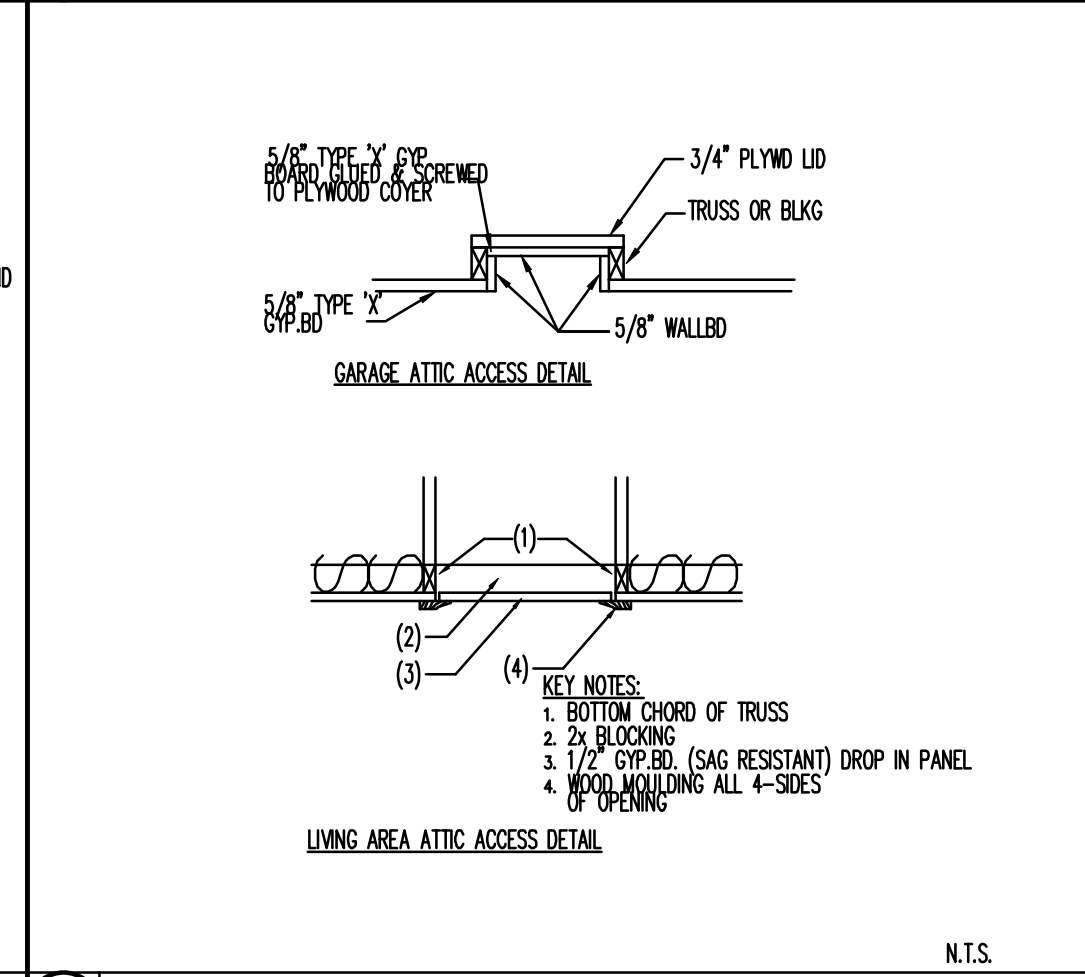 5/8" TYPE 'X' GYP
BOARD GLUED & SCREWED
TO PLYWOOD COYER
3/4" PLYWD LID
TRUSS OR BLKG
5/8" TYPE 'X'
GYP.BD
5/8" WALLBD
GARAGE ATTIC ACCESS DETAIL
(1)
(2)
(3)
(4)
KEY NOTES:
1. BOTTOM CHORD OF TRUSS
2. 2x BLOCKING
3. 1/2" GYP.BD. (SAG RESISTANT) DROP IN PANEL
4. WOOD MOULDING ALL 4-SIDES
OF OPENING
LIVING AREA ATTIC ACCESS DETAIL
N.T.S.